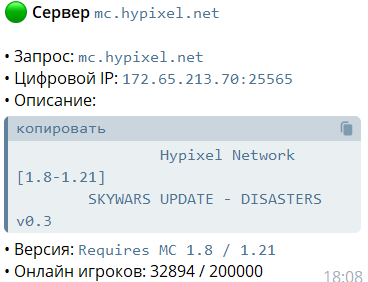 Сервер mc.hypixel.net
• Запрос: mc.hypixel.net
• Цифровой IP: 172.65.213.70:25565
• Описание:
копировать
Hypixel Network
[1.8-1.21]
SKYWARS UPDATE - DISASTERS
v0.3
• Версия: Requires MC 1.8 / 1.21
• Онлайн игроков: 32894 / 200000
18:08